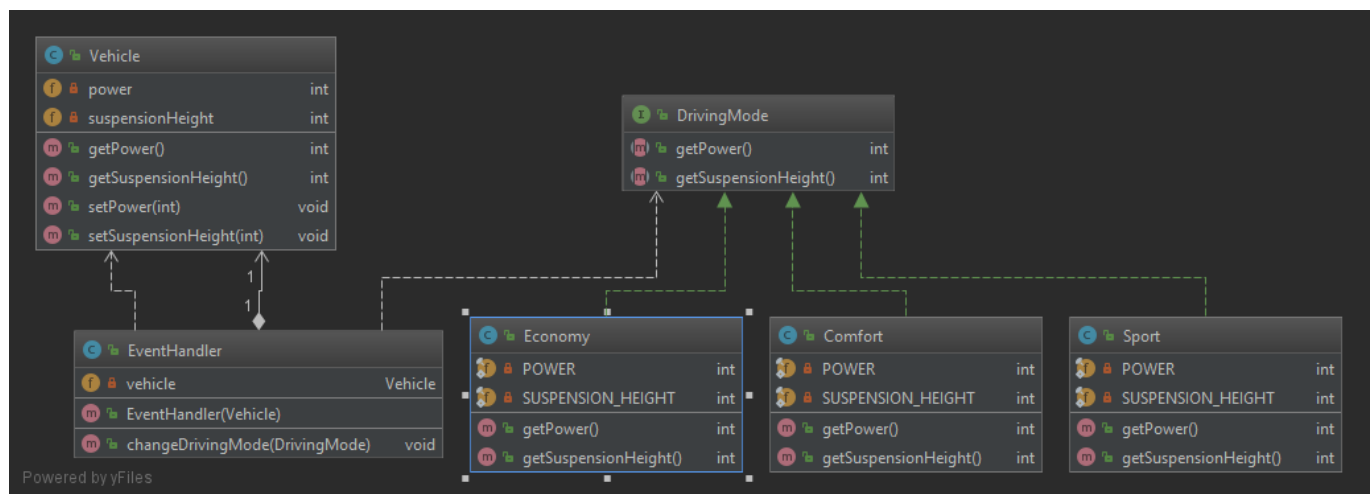 Vehicle
power int
suspensionHeight int
getPower() int
getSuspensionHeight() int
setPower(int) void
setSuspensionHeight(int) void
DrivingMode
getPower() int
getSuspensionHeight() int
1
1
EventHandler
vehicle Vehicle
EventHandler(Vehicle)
changeDrivingMode(DrivingMode) void
Economy
POWER int
SUSPENSION_HEIGHT int
getPower() int
getSuspensionHeight() int
Comfort
POWER int
SUSPENSION_HEIGHT int
getPower() int
getSuspensionHeight() int
Sport
POWER int
SUSPENSION_HEIGHT int
getPower() int
getSuspensionHeight() int
Powered by yFiles